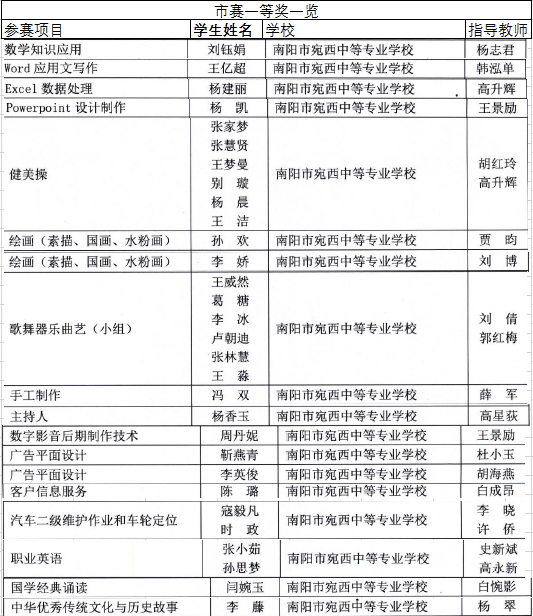 市赛一等奖一览
参赛项目 学生姓名 学校 指导教师
数学知识应用 刘钰娟 南阳市宛西中等专业学校 杨志君
Word 应用文写作 王亿超 南阳市宛西中等专业学校 韩泓单
Excel 数据处理 杨建丽 南阳市宛西中等专业学校 高升辉
Powerpoint 设计制作 杨 凯 南阳市宛西中等专业学校 王景励
张家梦
张慧贤
王梦曼 胡红玲
健美操 南阳市宛西中等专业学校
别 璇 高升辉
杨 晨
王 洁
绘画（素描、国画、水粉画） 孙 欢 南阳市宛西中等专业学校 贾 昀
绘画（素描、国画、水粉画） 李 娇 南阳市宛西中等专业学校 刘 博
王威然
葛 糖
李 冰 刘 倩
歌舞器乐曲艺（小组） 南阳市宛西中等专业学校
卢朝迪 郭红梅
张林慧
王 淼
手工制作 冯 双 南阳市宛西中等专业学校 薛 军
主持人 杨香玉 南阳市宛西中等专业学校 高星荻
数字影音后期制作技术 周丹妮 南阳市宛西中等专业学校 王景励
广告平面设计 靳燕青 南阳市宛西中等专业学校 杜小玉
广告平面设计 李英俊 南阳市宛西中等专业学校 胡海燕
客户信息服务 陈 璐 南阳市宛西中等专业学校 白成昂
寇毅凡 李 晓
汽车二级维护作业和车轮定位 南阳市宛西中等专业学校
时 政 许 侨
张小茹 史新斌
职业英语 南阳市宛西中等专业学校
孙思梦 高永新
国学经典诵读 闫婉玉 南阳市宛西中等专业学校 白惋影
中华优秀传统文化与历史故事 李 藤 南阳市宛西中等专业学校 杨 翠